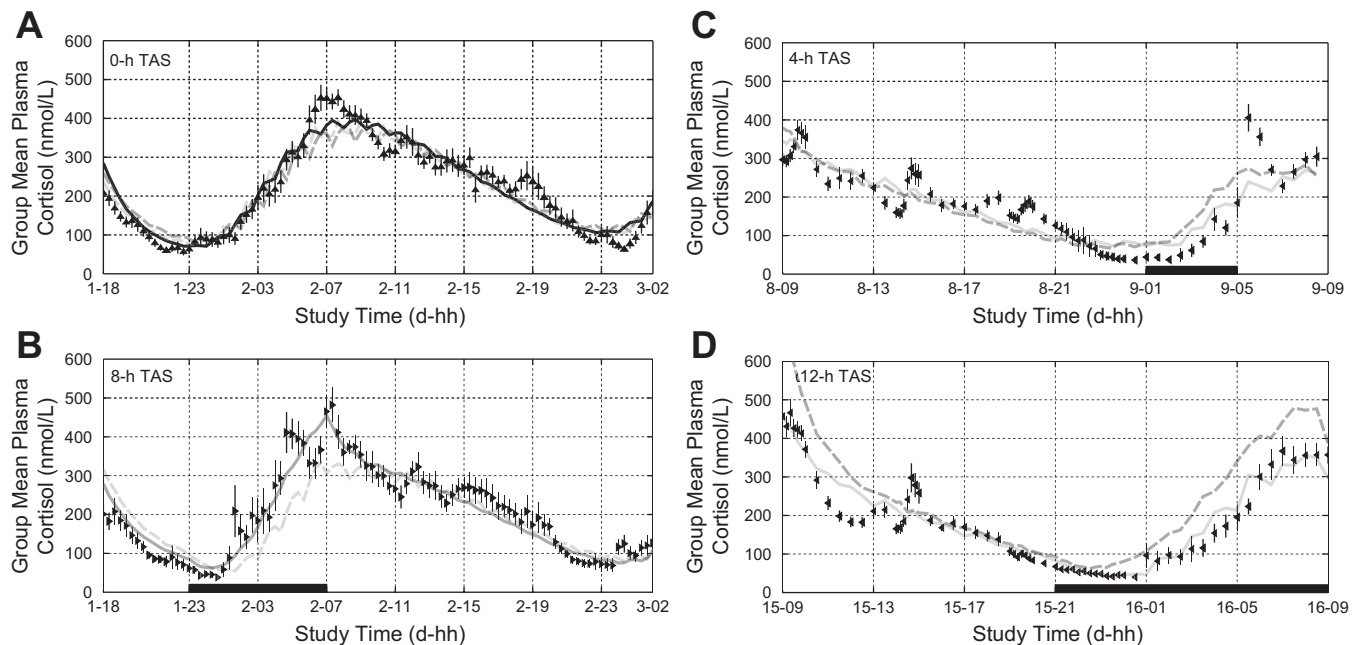 A
0-h TAS
Group Mean Plasma
Cortisol (nmol/L)
600
500
400
300
200
100
0
1-18 1-23 2-03 2-07 2-11 2-15 2-19 2-23 3-02
Study Time (d-hh)
B
8-h TAS
Group Mean Plasma
Cortisol (nmol/L)
600
500
400
300
200
100
0
1-18 1-23 2-03 2-07 2-11 2-15 2-19 2-23 3-02
Study Time (d-hh)
C
4-h TAS
Group Mean Plasma
Cortisol (nmol/L)
600
500
400
300
200
100
0
8-09 8-13 8-17 8-21 9-01 9-05 9-09
Study Time (d-hh)
D
12-h TAS
Group Mean Plasma
Cortisol (nmol/L)
600
500
400
300
200
100
0
15-09 15-13 15-17 15-21 16-01 16-05 16-09
Study Time (d-hh)